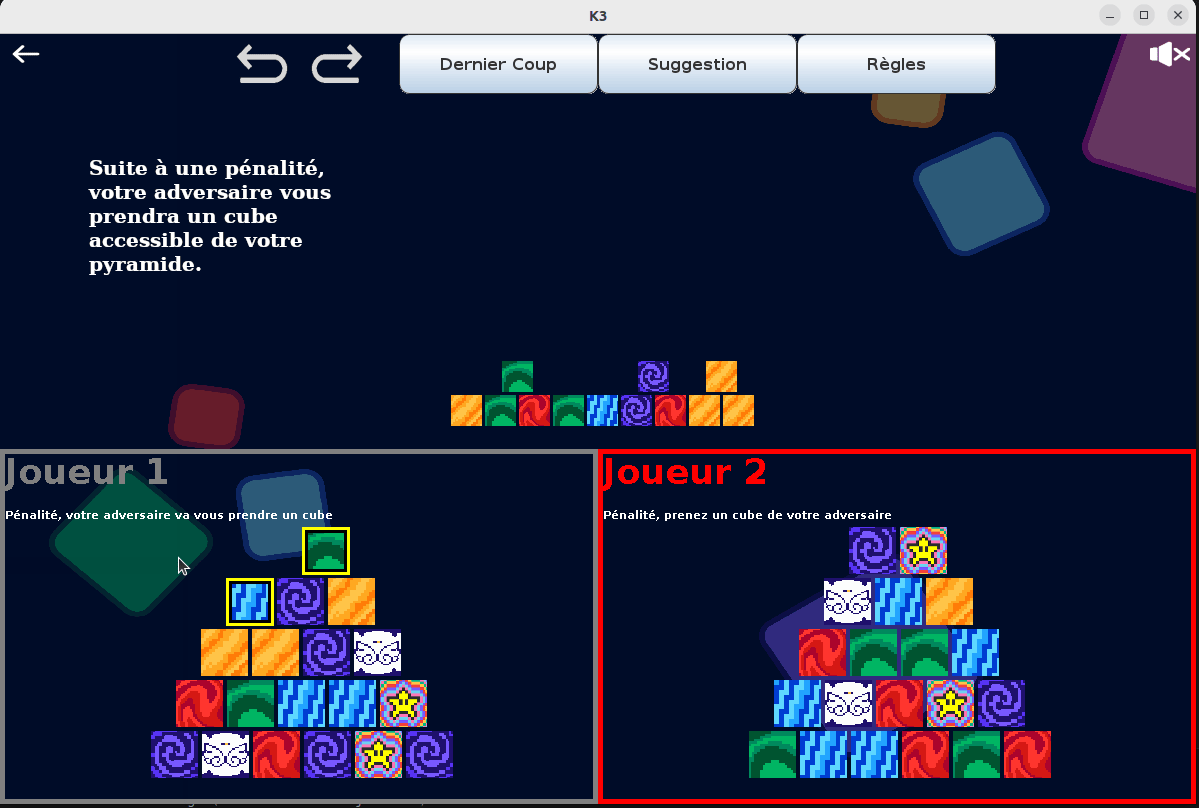 K3
Dernier Coup
Suggestion
Règles
Suite à une pénalité,
votre adversaire vous
prendra un cube
accessible de votre
pyramide.
Joueur 1
Pénalité, votre adversaire va vous prendre un cube
Joueur 2
Pénalité, prenez un cube de votre adversaire